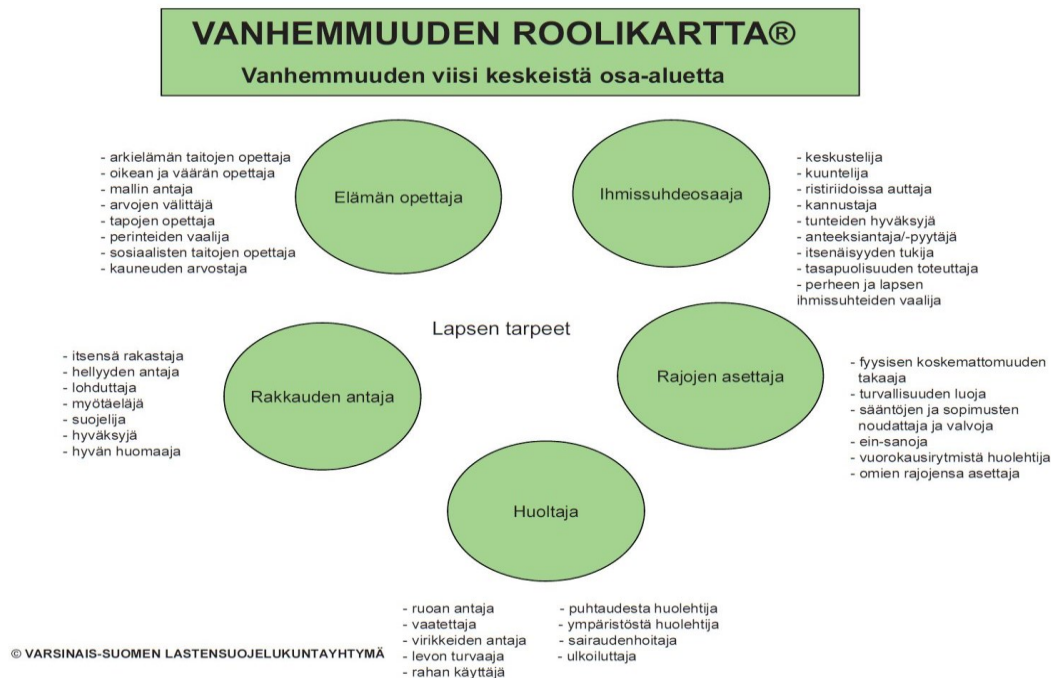 VANHEMMUUDEN ROOLIKARTTA®
Vanhemmuuden viisi keskeistä osa-aluetta
- arkielämän taitojen opettaja
- oikean ja väärän opettaja
- mallin antaja
- arvojen välittäjä
- tapojen opettaja
- perinteiden vaalija
- sosiaalisten taitojen opettaja
- kauneuden arvostaja
Elämän opettaja
Ihmissuhdeosaaja
- keskustelija
- kuuntelija
- ristiriidoissa auttaja
- kannustaja
- tunteiden hyväksyjä
- anteeksiantaja/-pyytäjä
- itsenäisyyden tukija
- tasapuolisuuden toteuttaja
- perheen ja lapsen
ihmissuhteiden vaalija
Lapsen tarpeet
- itsensä rakastaja
- hellyyden antaja
- lohduttaja
- myötäeläjä
- suojelija
- hyväksyjä
- hyvän huomaaja
Rakkauden antaja
Rajojen asettaja
- fyysisen koskemattomuuden
takaaja
- turvallisuuden luoja
- sääntöjen ja sopimusten
noudattaja ja valvoja
- ein-sanoja
- vuorokausirytmistä huolehtija
- omien rajojensa asettaja
Huoltaja
- ruoan antaja
- vaatettaja
- virikkeiden antaja
- levon turvaaja
- rahan käyttäjä
- puhtaudesta huolehtija
- ympäristöstä huolehtija
- sairaudenhoitaja
- ulkoiluttaja
© VARSINAIS-SUOMEN LASTENSUOJELUKUNTAYHTYMÄ